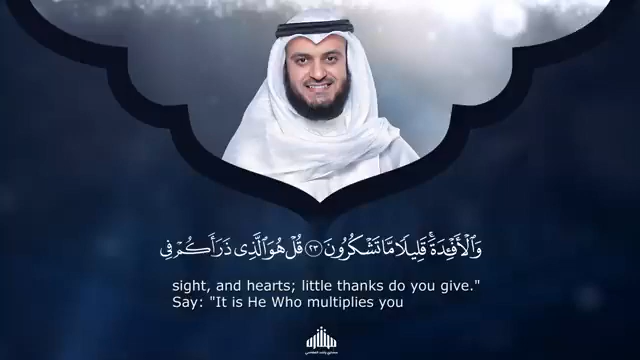 وَٱلْأَفْـِٔدَةَ ۖ قَلِيلًا مَّا تَشْكُرُونَ ٢٣ قُلْ هُوَ ٱلَّذِى ذَرَأَكُمْ فِى
sight, and hearts; little thanks do you give."
Say: "It is He Who multiplies you